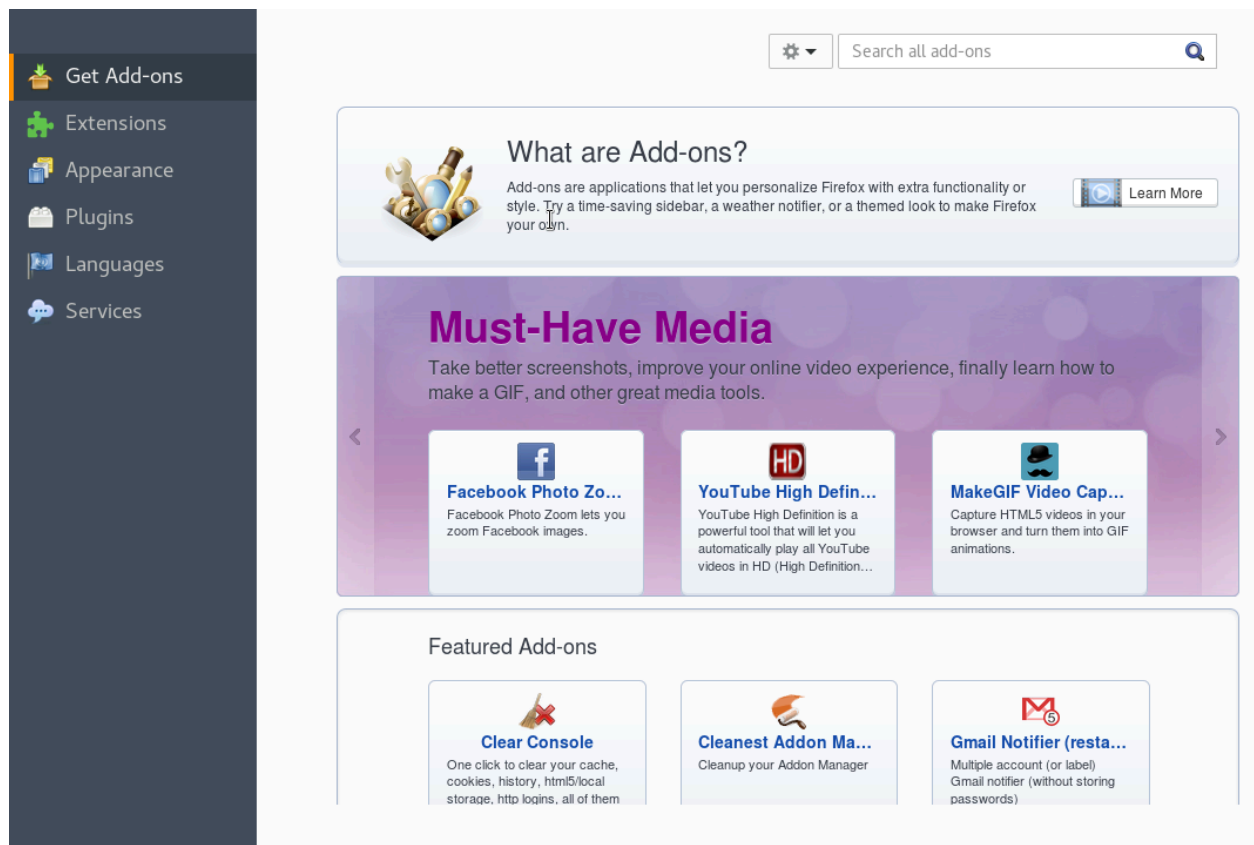 Get Add-ons
Extensions
Appearance
Plugins
Languages
Services
Search all add-ons
What are Add-ons?
Add-ons are applications that let you personalize Firefox with extra functionality or
style. Try a time-saving sidebar, a weather notifier, or a themed look to make Firefox
your own.
Learn More
Must-Have Media
Take better screenshots, improve your online video experience, finally learn how to
make a GIF, and other great media tools.
f
Facebook Photo Zo...
Facebook Photo Zoom lets you
zoom Facebook images.
HD
YouTube High Defin...
YouTube High Definition is a
powerful tool that will let you
automatically play all YouTube
videos in HD (High Definition...
MakeGIF Video Cap...
Capture HTML5 videos in your
browser and turn them into GIF
animations.
Featured Add-ons
Clear Console
One click to clear your cache,
cookies, history, html5/local
storage, http logins, all of them
Cleanest Addon Ma...
Cleanup your Addon Manager
5
Gmail Notifier (resta...
Multiple account (or label)
Gmail notifier (without storing
passwords)